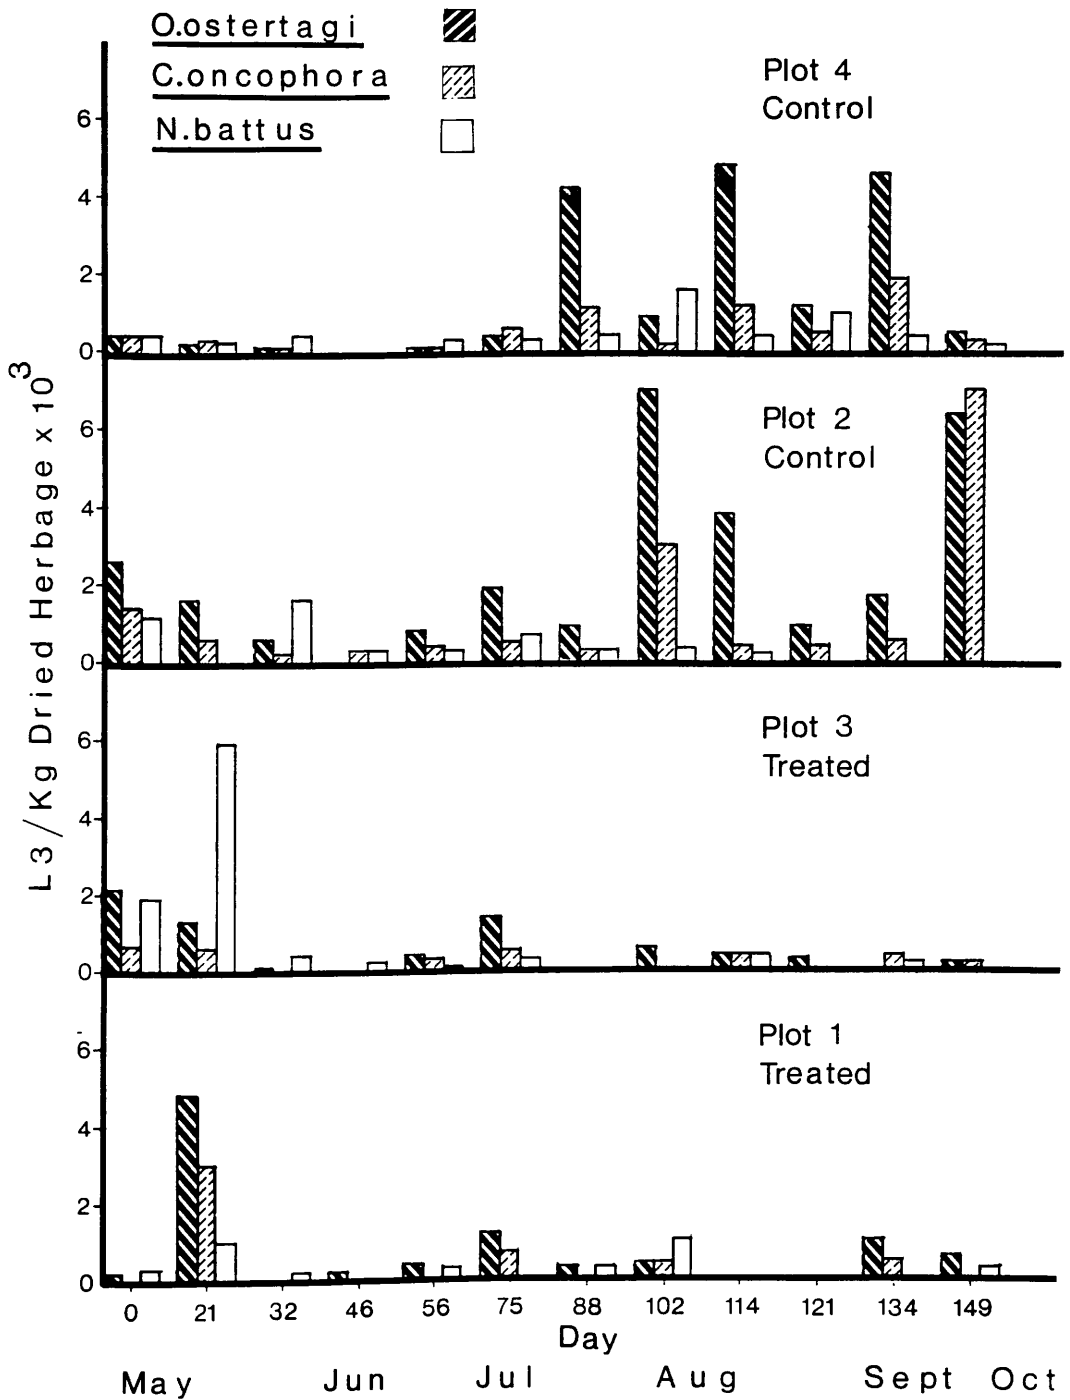 O.ostertagi
C.oncophora
N.battus
Plot 4
Control
6
4
2
0
Plot 2
Control
6
4
2
0
Plot 3
Treated
6
4
2
0
Plot 1
Treated
6
4
2
0
L3/Kg Dried Herbage x 10³
0 21 32 46 56 75 88 102 114 121 134 149
Day
May Jun Jul Aug Sept Oct